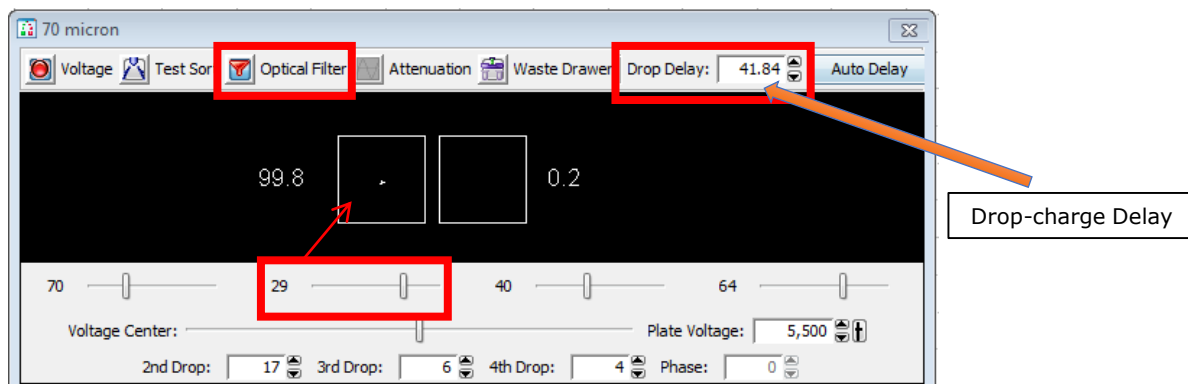 70 micron
Voltage Test Sor Optical Filter Attenuation Waste Drawer Drop Delay: 41.84 Auto Delay
99.8 0.2
Drop-charge Delay
70 29 40 64
Voltage Center: Plate Voltage: 5,500
2nd Drop: 17 3rd Drop: 6 4th Drop: 4 Phase: 0